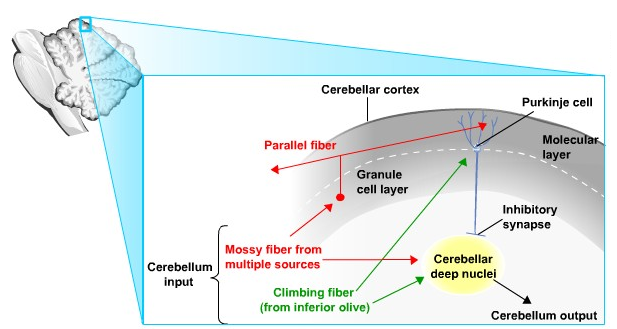 Cerebellar cortex
Purkinje cell
Parallel fiber
Molecular
layer
Granule
cell layer
Inhibitory
synapse
Mossy fiber from
multiple sources
Cerebellum
input
Cerebellar
deep nuclei
Climbing fiber
(from inferior olive)
Cerebellum output